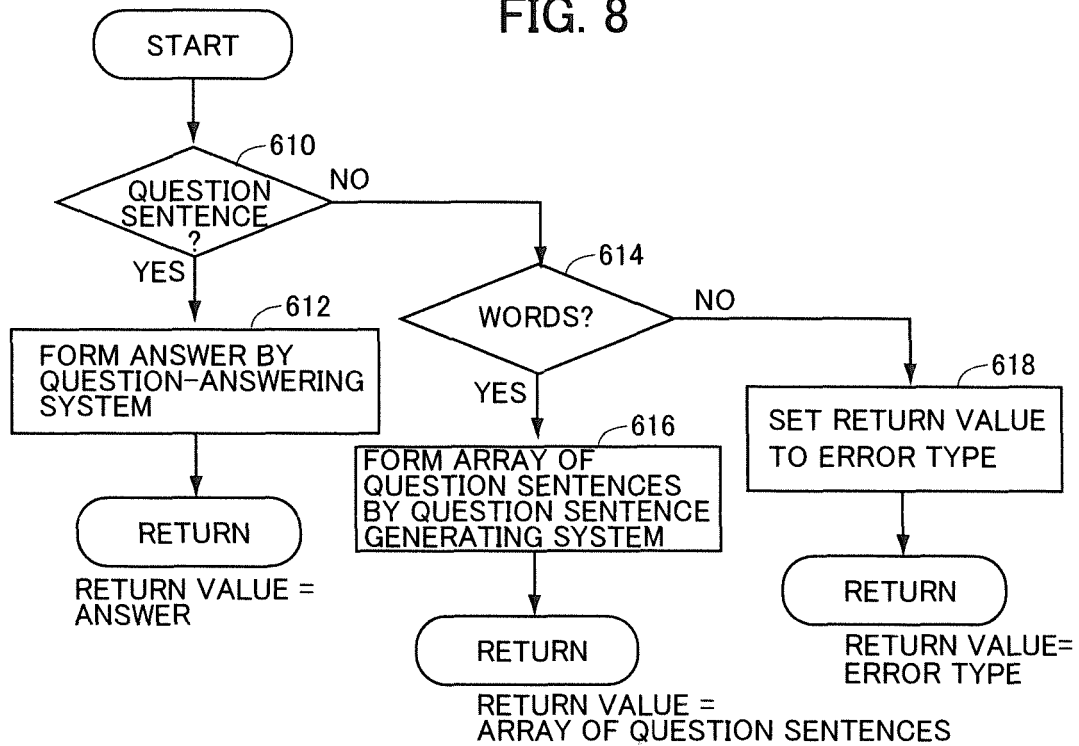 FIG. 8
START
610
QUESTION
SENTENCE
?
NO
YES
612
FORM ANSWER BY
QUESTION-ANSWERING
SYSTEM
RETURN
RETURN VALUE =
ANSWER
614
WORDS?
NO
YES
616
FORM ARRAY OF
QUESTION SENTENCES
BY QUESTION SENTENCE
GENERATING SYSTEM
RETURN
RETURN VALUE =
ARRAY OF QUESTION SENTENCES
618
SET RETURN VALUE
TO ERROR TYPE
RETURN
RETURN VALUE=
ERROR TYPE